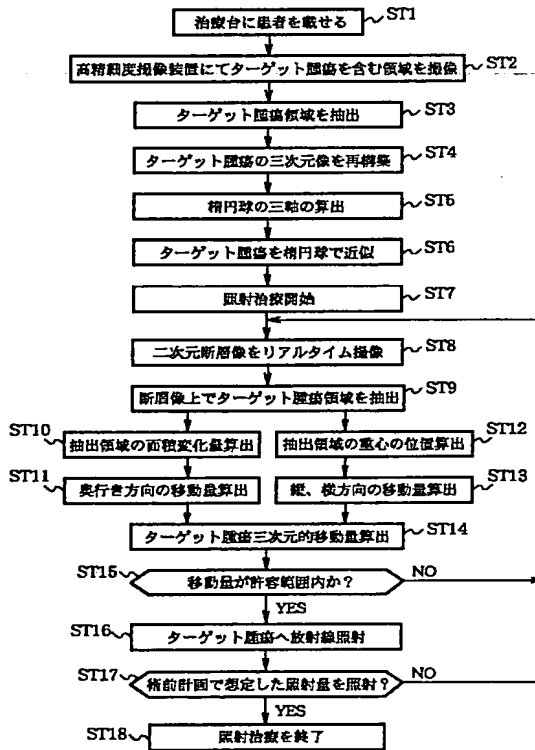 治療台に患者を載せる ST1
高精細度撮像装置にてターゲット腫瘍を含む領域を撮像 ST2
ターゲット腫瘍領域を抽出 ST3
ターゲット腫瘍の三次元像を再構築 ST4
楕円球の三軸の算出 ST5
ターゲット腫瘍を楕円球で近似 ST6
照射治療開始 ST7
二次元断層像をリアルタイム撮像 ST8
断層像上でターゲット腫瘍領域を抽出 ST9
ST10 抽出領域の面積変化量算出
抽出領域の重心の位置算出 ST12
ST11 奥行き方向の移動量算出
縦、横方向の移動量算出 ST13
ターゲット腫瘍三次元的移動量算出 ST14
ST15 移動量が許容範囲内か? NO
YES
ST16 ターゲット腫瘍へ放射線照射
ST17 術前計画で想定した照射量を照射? NO
YES
ST18 照射治療を終了